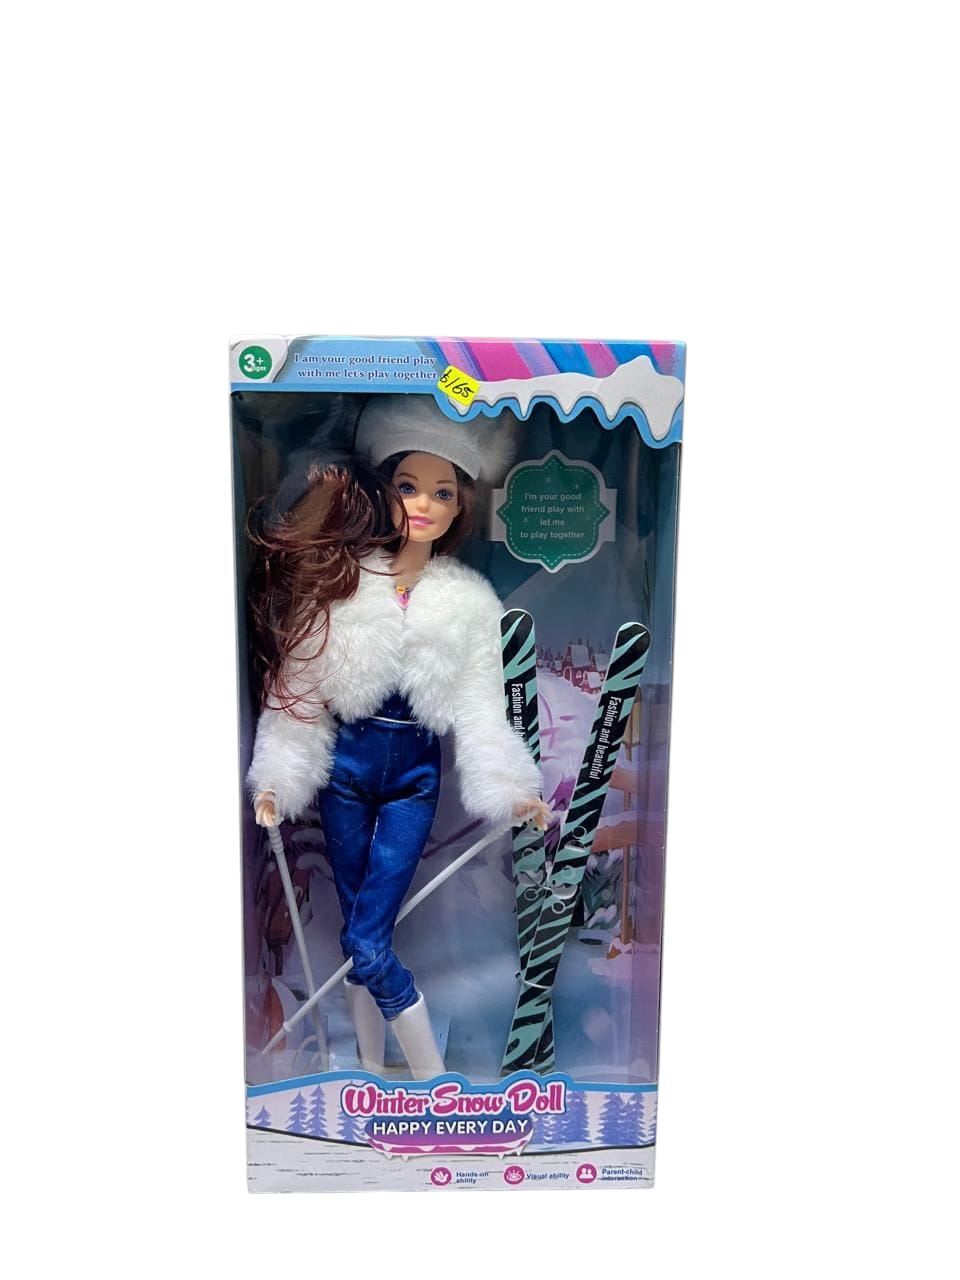 3+
ages
I am your good friend play
with me let's play together
$165
I'm your good
friend play with
let me
to play together
Fashion and
Fashion and beautiful
Winter Snow Doll
HAPPY EVERY DAY
Hands-on
ability
Visual ability
Parent-child
interaction